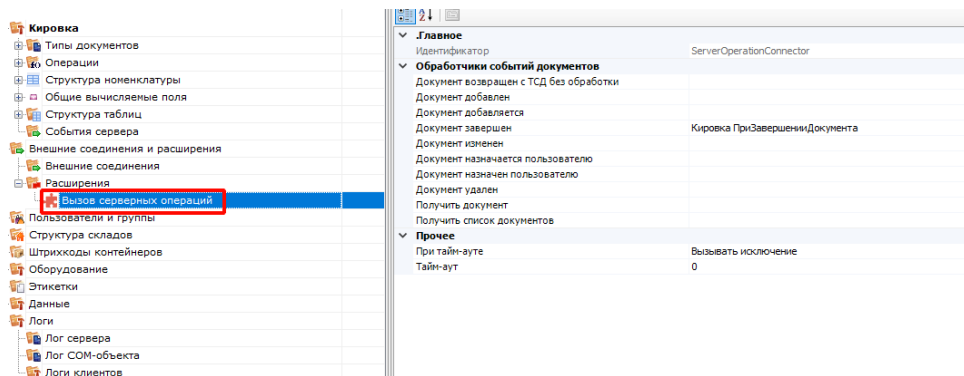 Кировка
Типы документов
Операции
Структура номенклатуры
Общие вычисляемые поля
Структура таблиц
События сервера
Внешние соединения и расширения
Внешние соединения
Расширения
Вызов серверных операций
Пользователи и группы
Структура складов
Штрихкоды контейнеров
Оборудование
Этикетки
Данные
Логи
Лог сервера
Лог COM-объекта
Логи клиентов
.Главное
Идентификатор ServerOperationConnector
Обработчики событий документов
Документ возвращен с ТСД без обработки
Документ добавлен
Документ добавляется
Документ завершен Кировка ПриЗавершенииДокумента
Документ изменен
Документ назначается пользователю
Документ назначен пользователю
Документ удален
Получить документ
Получить список документов
Прочее
При тайм-ауте Вызывать исключение
Тайм-аут 0